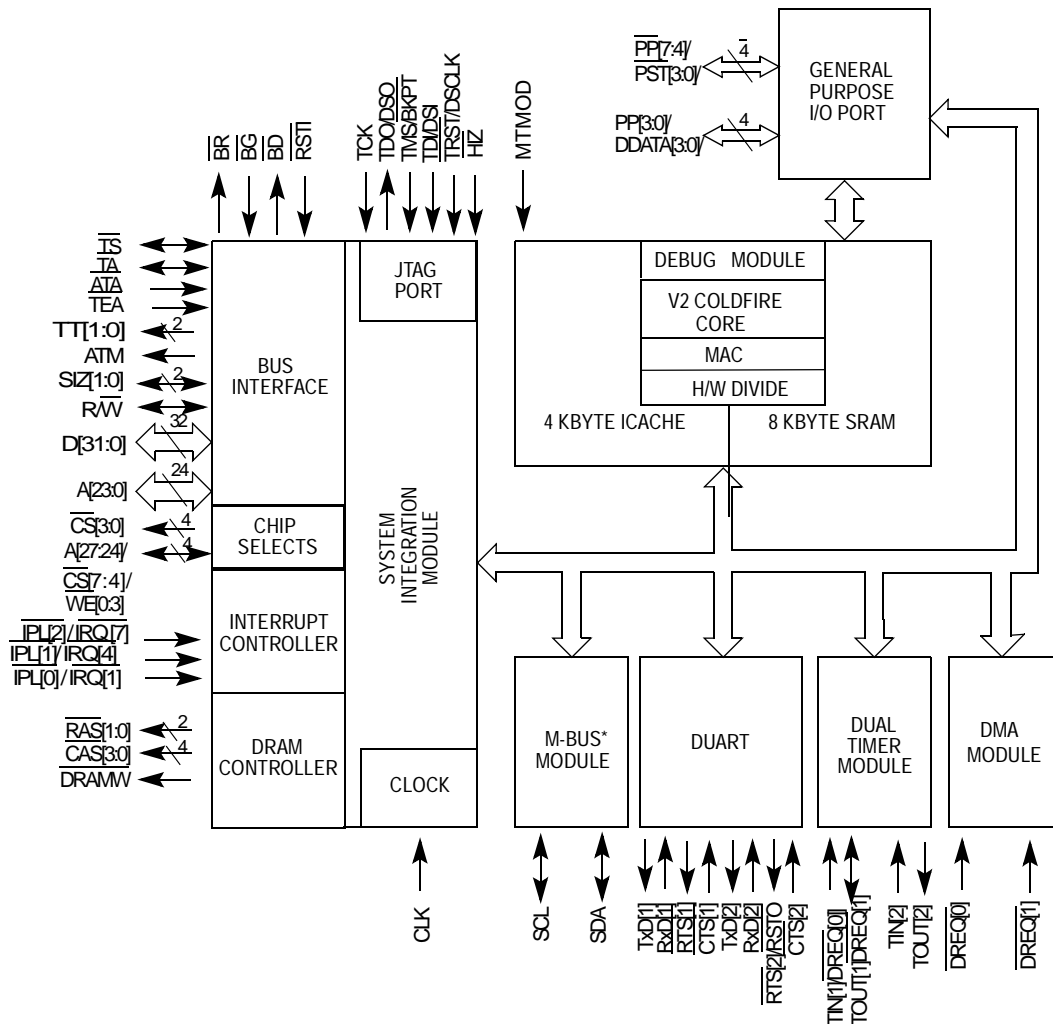 PP[7:4]/
PST[3:0]/
4
PP[3:0]/
DDATA[3:0]/
4
GENERAL
PURPOSE
I/O PORT
BR
BG
BD
RSTI
TCK
TDO/DSO
TMS/BKPT
TDI/DSI
TRST/DSCLK
HIZ
MTMOD
TS
TA
ATA
TEA
TT[1:0]
2
ATM
SIZ[1:0]
2
R/W
D[31:0]
32
A[23:0]
24
CS[3:0]
4
A[27:24]/
4
CS[7:4]/
WE[0:3]
IPL[2]/IRQ[7]
IPL[1]/IRQ[4]
IPL[0]/IRQ[1]
RAS[1:0]
2
CAS[3:0]
4
DRAMW
JTAG
PORT
BUS
INTERFACE
CHIP
SELECTS
SYSTEM
INTEGRATION
MODULE
INTERRUPT
CONTROLLER
DRAM
CONTROLLER
CLOCK
DEBUG MODULE
V2 COLDFIRE
CORE
MAC
H/W DIVIDE
4 KBYTE ICACHE
8 KBYTE SRAM
M-BUS*
MODULE
DUART
DUAL
TIMER
MODULE
DMA
MODULE
CLK
SCL
SDA
TxD[1]
RxD[1]
RTS[1]
CTS[1]
TxD[2]
RxD[2]
RTS[2]/RSTO
CTS[2]
TIN[1]/DREQ[0]
TOUT[1]DREQ[1]
TIN[2]
TOUT[2]
DREQ[0]
DREQ[1]